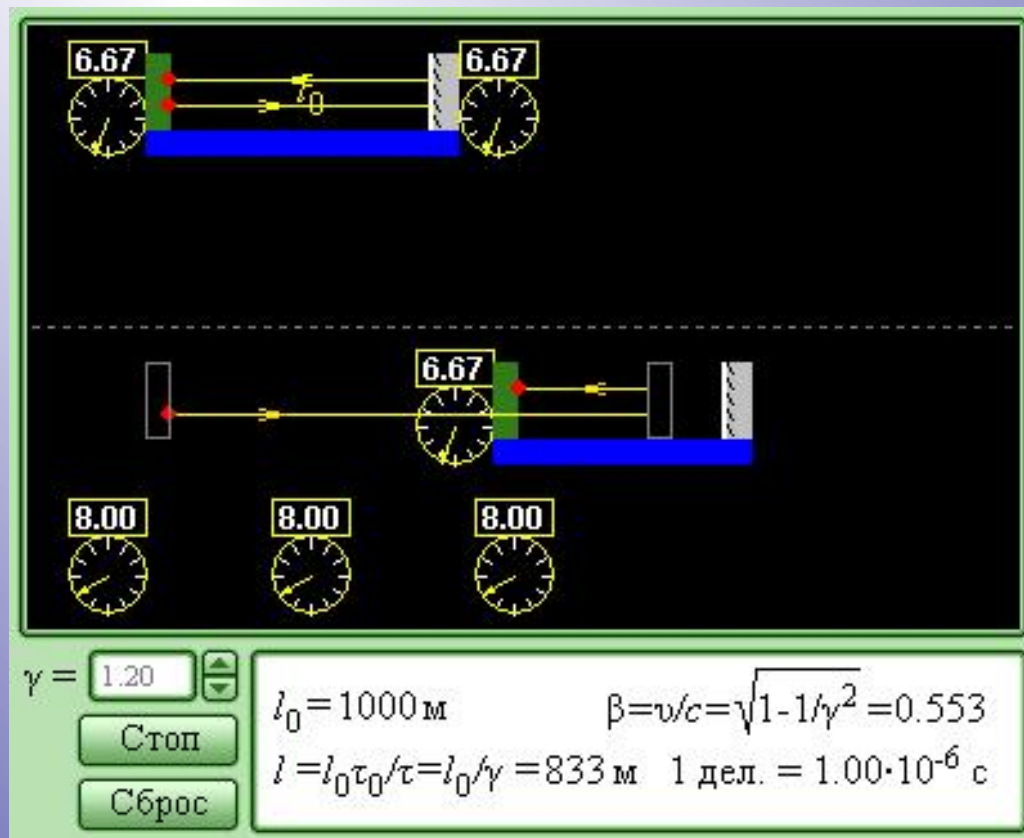 6.67 6.67
l0
6.67
8.00 8.00 8.00
γ = 1.20
Стоп
Сброс
l₀ = 1000 м β=υ/c=√1-1/γ² =0.553
l =l₀τ₀/τ=l₀/γ =833 м 1 дел. = 1.00·10⁻⁶ с